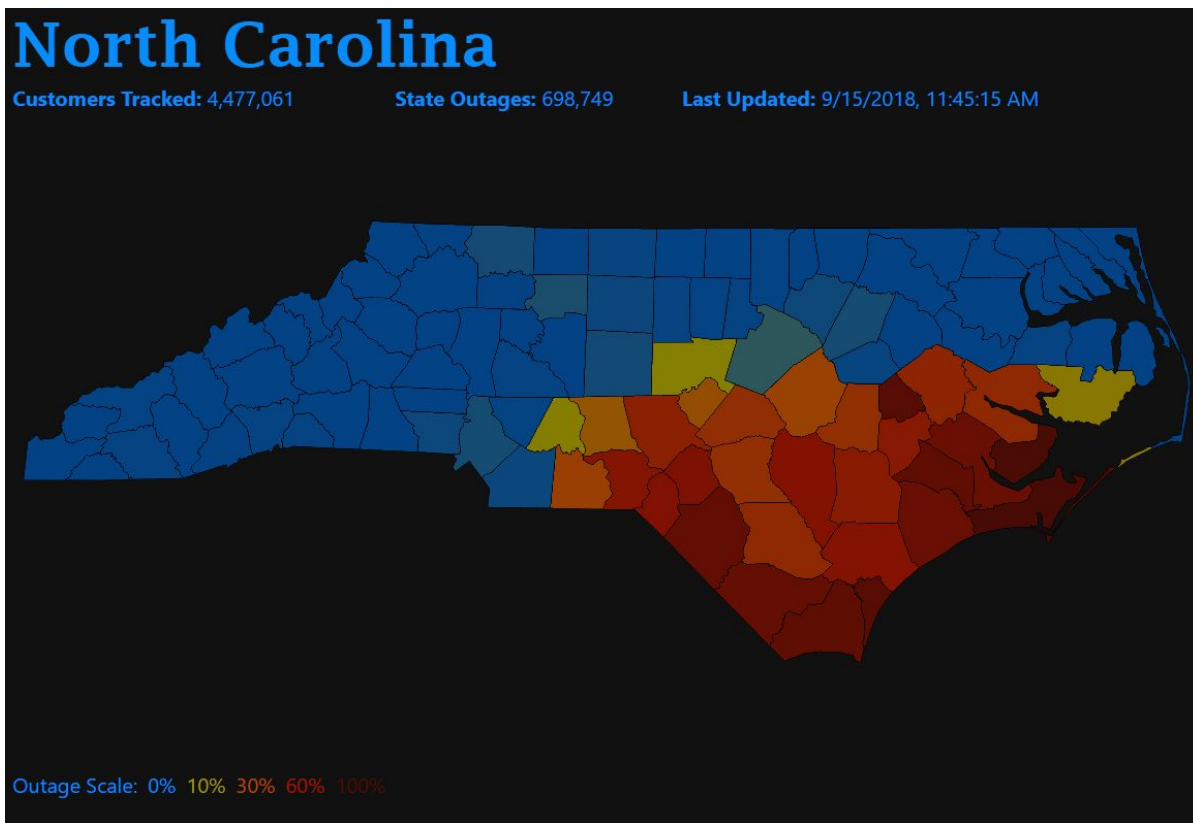 North Carolina
Customers Tracked: 4,477,061 State Outages: 698,749 Last Updated: 9/15/2018, 11:45:15 AM
Outage Scale: 0% 10% 30% 60% 100%